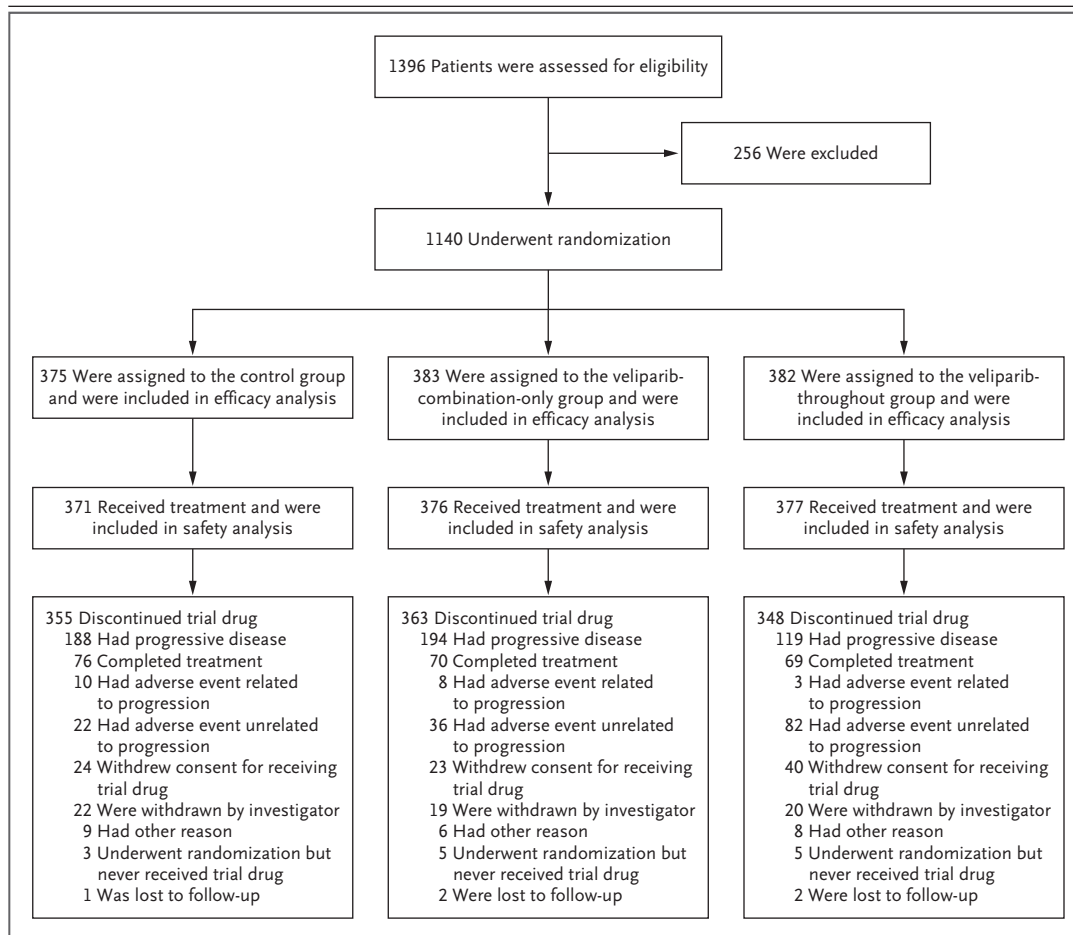 1396 Patients were assessed for eligibility
256 Were excluded
1140 Underwent randomization
375 Were assigned to the control group
and were included in efficacy analysis
383 Were assigned to the veliparib-
combination-only group and were
included in efficacy analysis
382 Were assigned to the veliparib-
throughout group and were
included in efficacy analysis
371 Received treatment and were
included in safety analysis
376 Received treatment and were
included in safety analysis
377 Received treatment and were
included in safety analysis
355 Discontinued trial drug
188 Had progressive disease
76 Completed treatment
10 Had adverse event related
to progression
22 Had adverse event unrelated
to progression
24 Withdrew consent for receiving
trial drug
22 Were withdrawn by investigator
9 Had other reason
3 Underwent randomization but
never received trial drug
1 Was lost to follow-up
363 Discontinued trial drug
194 Had progressive disease
70 Completed treatment
8 Had adverse event related
to progression
36 Had adverse event unrelated
to progression
23 Withdrew consent for receiving
trial drug
19 Were withdrawn by investigator
6 Had other reason
5 Underwent randomization but
never received trial drug
2 Were lost to follow-up
348 Discontinued trial drug
119 Had progressive disease
69 Completed treatment
3 Had adverse event related to
progression
82 Had adverse event unrelated
to progression
40 Withdrew consent for receiving
trial drug
20 Were withdrawn by investigator
8 Had other reason
5 Underwent randomization but
never received trial drug
2 Were lost to follow-up